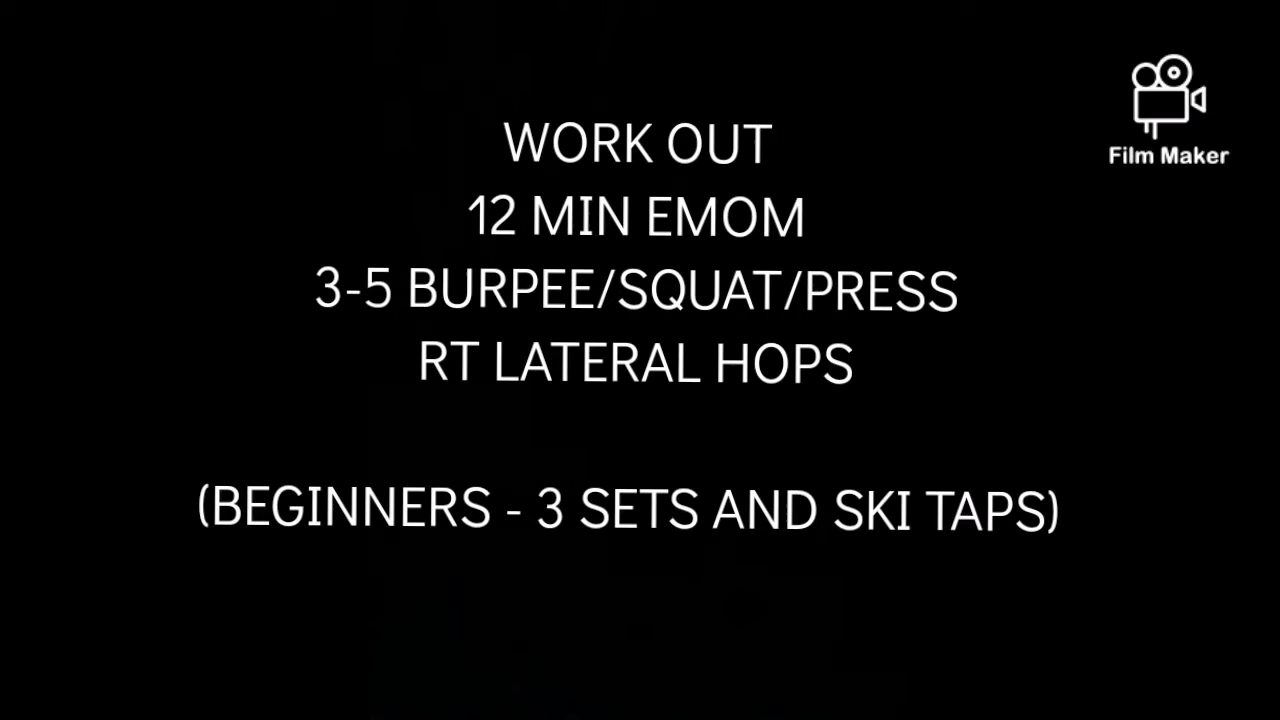 WORK OUT
12 MIN EMOM
3-5 BURPEE/SQUAT/PRESS
RT LATERAL HOPS
(BEGINNERS - 3 SETS AND SKI TAPS)
Film Maker